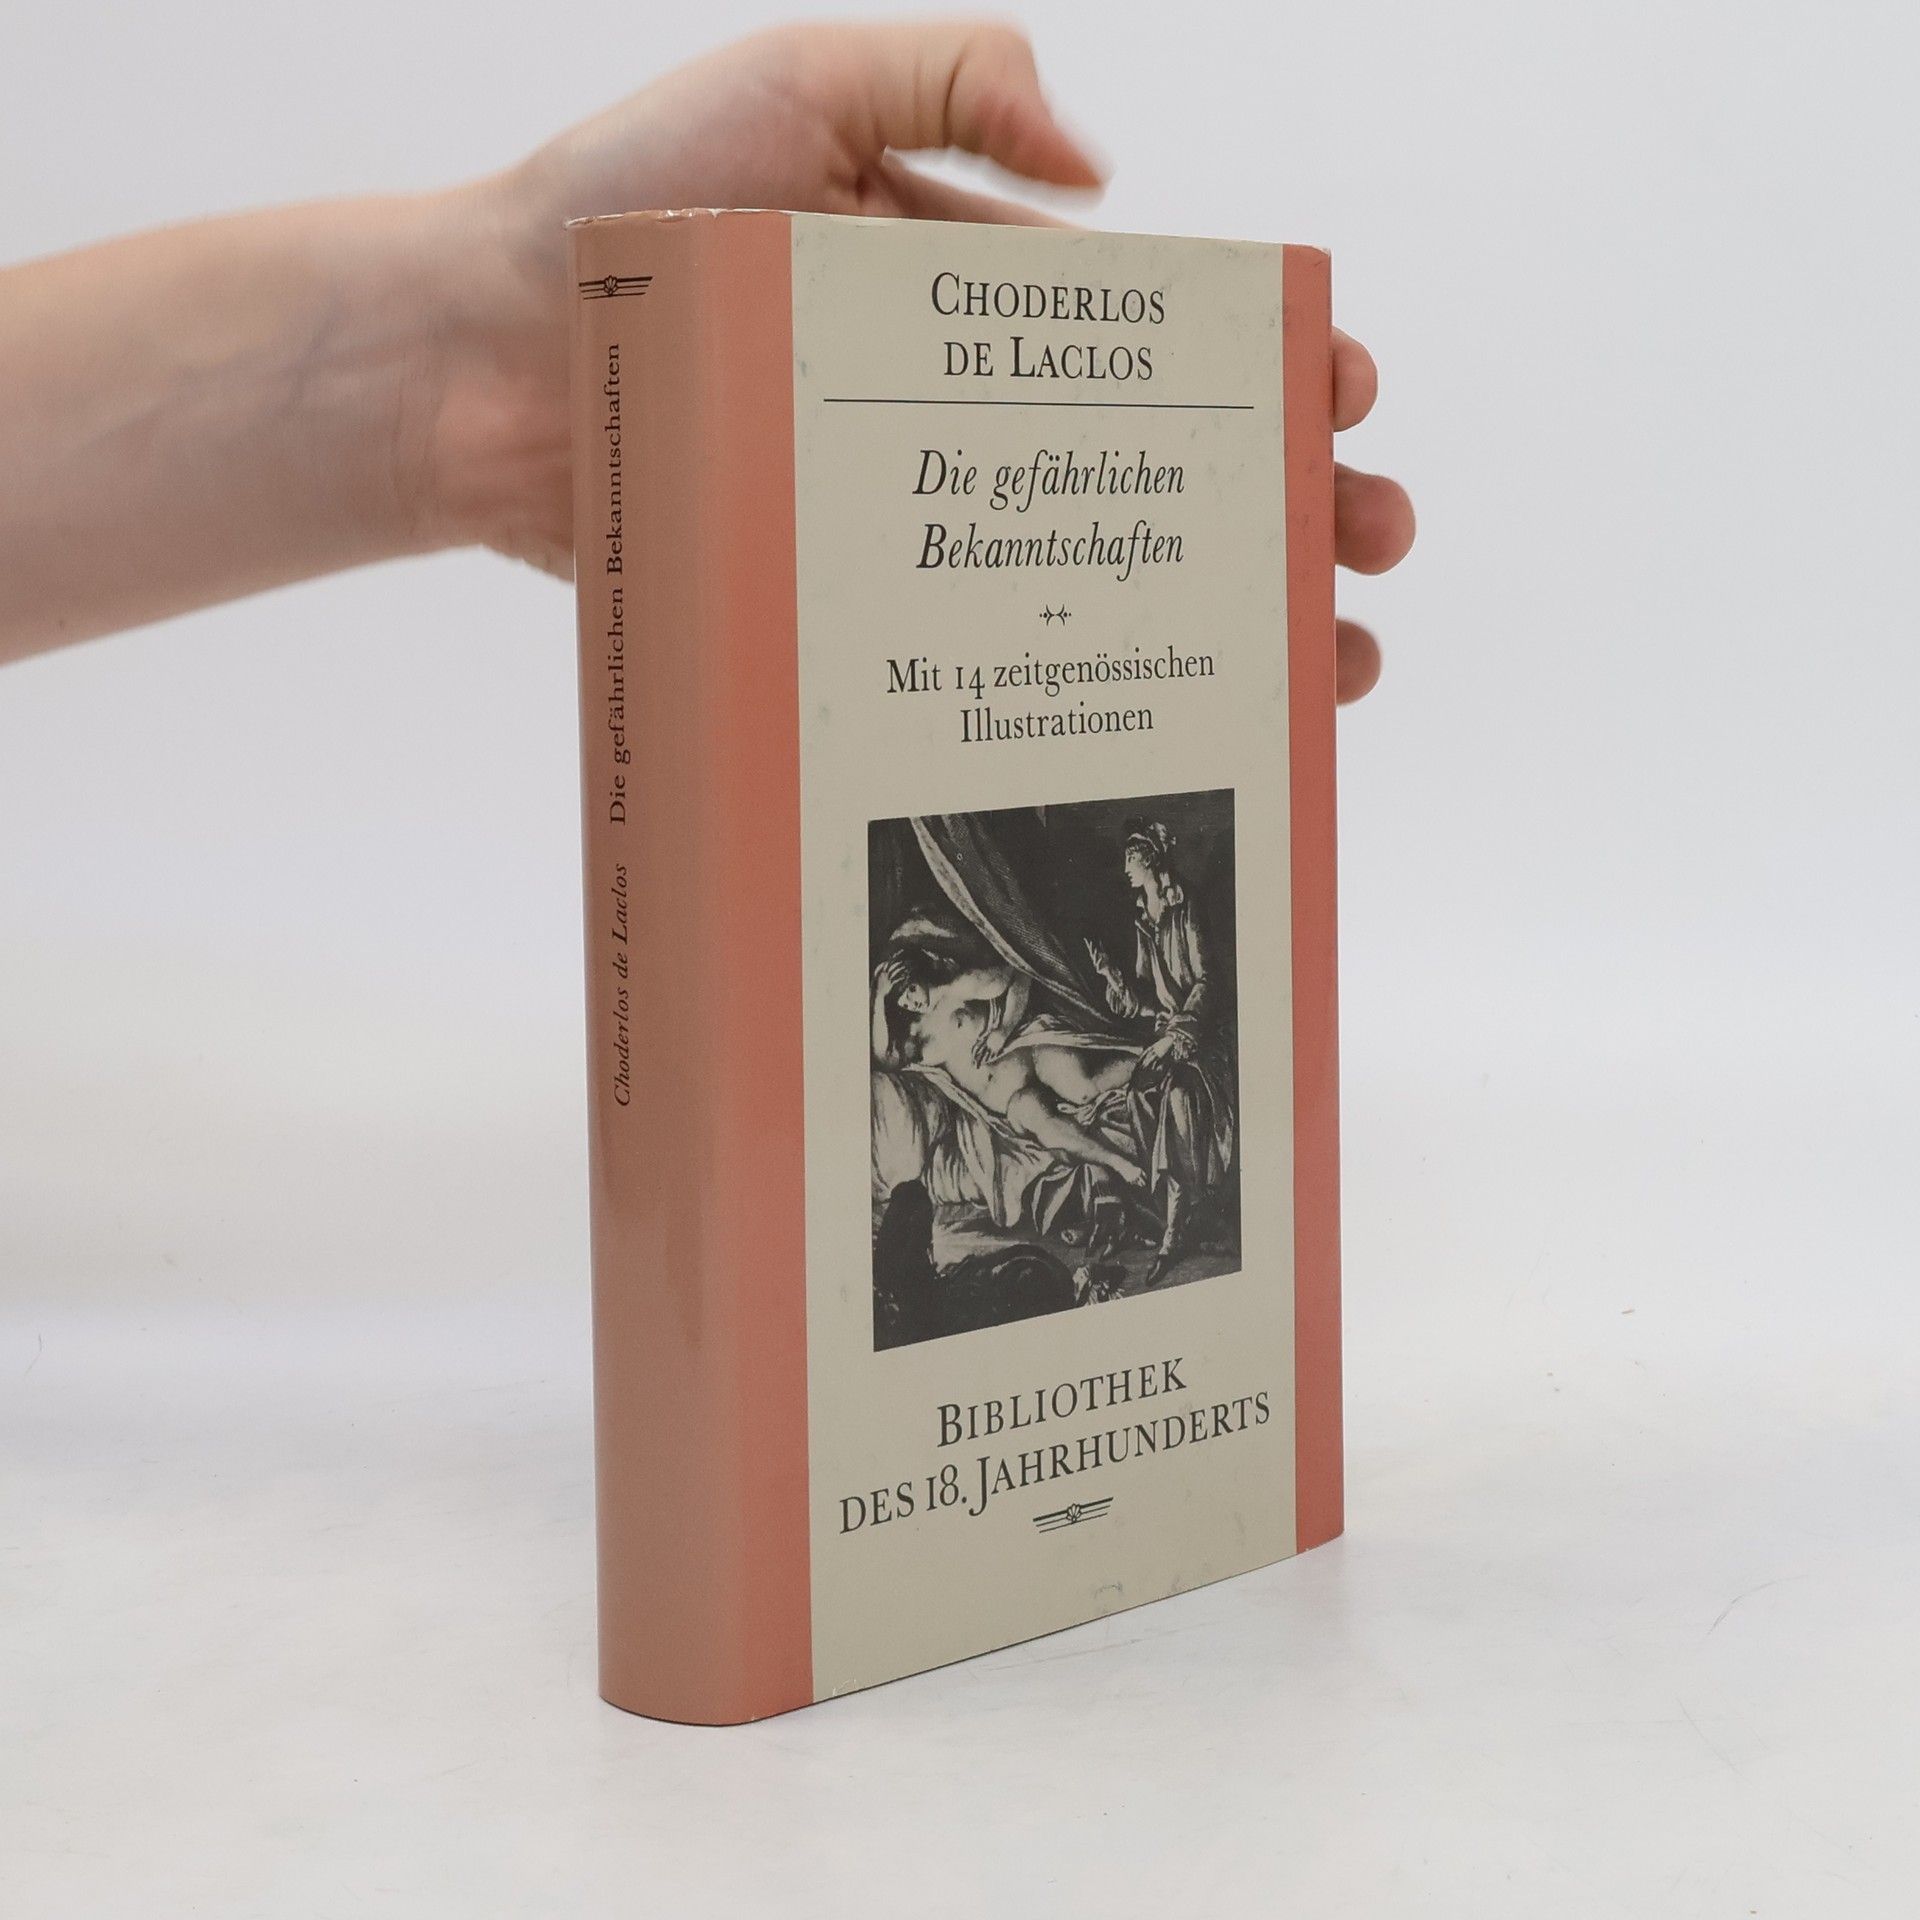 CHODERLOS
DE LACLOS
Die gefährlichen
Bekanntschaften
Mit 14 zeitgenössischen
Illustrationen
BIBLIOTHEK
DES 18. JAHRHUNDERTS
Choderlos de Laclos Die gefährlichen Bekanntschaften